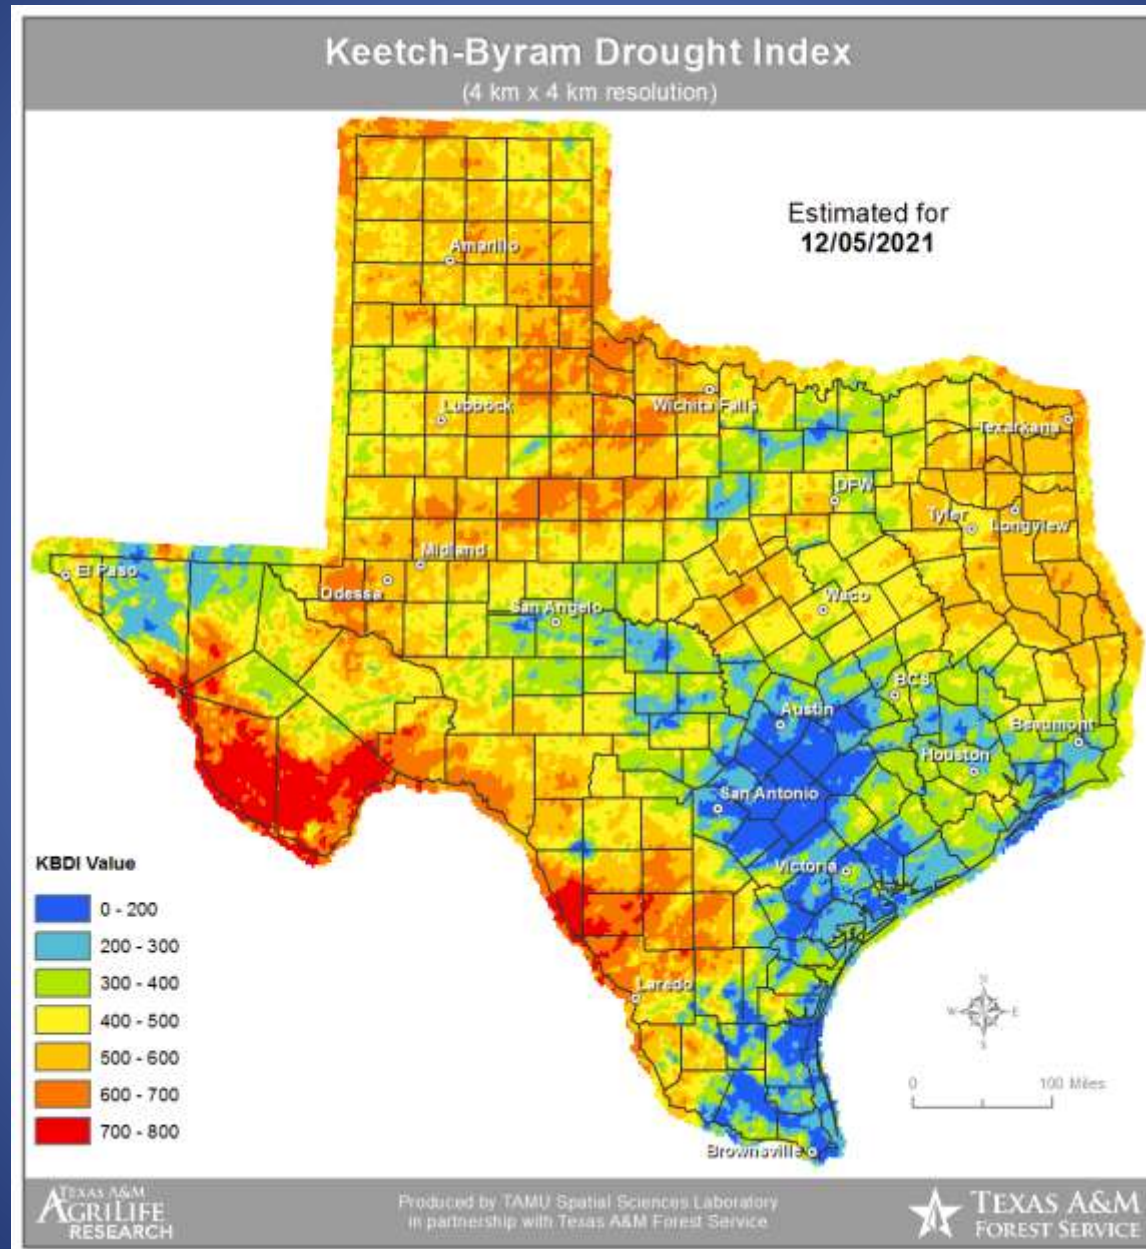 Keetch-Byram Drought Index
(4 km x 4 km resolution)
Estimated for
12/05/2021
Amarillo
Lubbock
Wichita Falls
Texarkana
DFW
Tyler
Longview
Midland
El Paso
Odessa
San Angelo
Waco
BCS
Austin
Beaumont
Houston
San Antonio
Victoria
Laredo
Brownsville
KBDI Value
0 - 200
200 - 300
300 - 400
400 - 500
500 - 600
600 - 700
700 - 800
N
W E
S
0 100 Miles
TEXAS A&M
AGRILIFE
RESEARCH
Produced by TAMU Spatial Sciences Laboratory
in partnership with Texas A&M Forest Service
TEXAS A&M
FOREST SERVICE